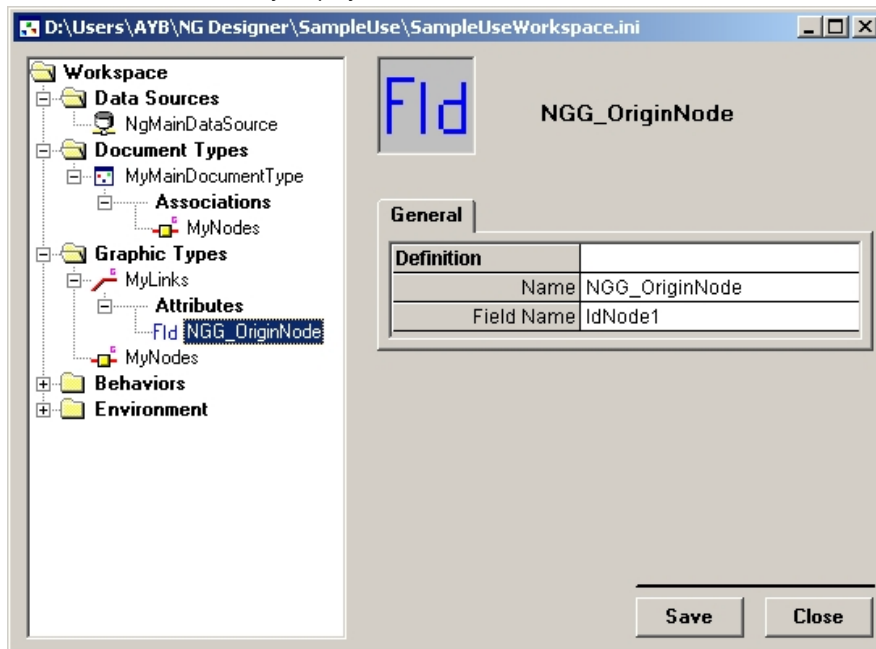 D:\Users\AYB\NG Designer\SampleUse\SampleUseWorkspace.ini
Workspace
Data Sources
NgMainDataSource
Document Types
MyMainDocumentType
Associations
MyNodes
Graphic Types
MyLinks
Attributes
Fld NGG_OriginNode
MyNodes
Behaviors
Environment
Fld
NGG_OriginNode
General
Definition
Name NGG_OriginNode
Field Name IdNode1
Save Close